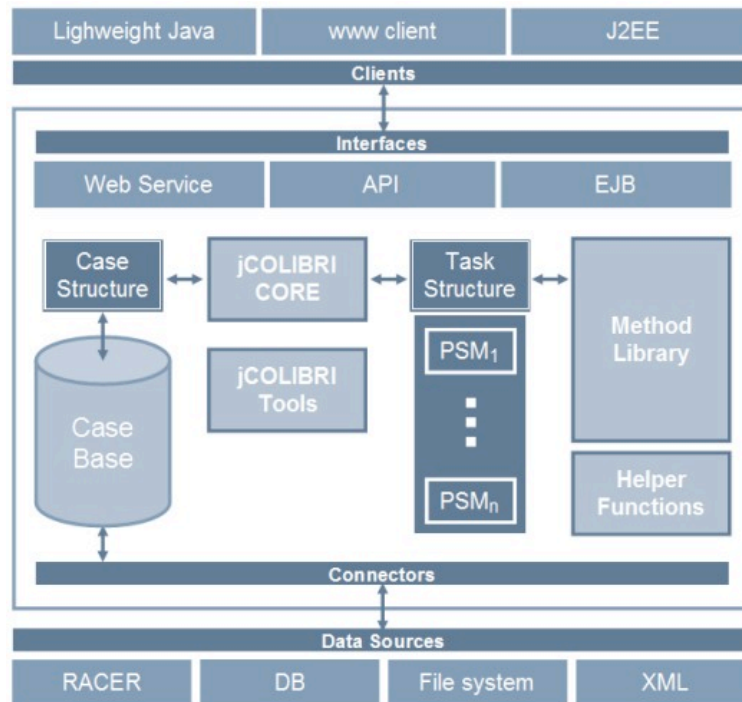 Lighweight Java
www client
J2EE
Clients
Interfaces
Web Service
API
EJB
Case
Structure
jCOLIBRI
CORE
Task
Structure
Method
Library
PSM1
jCOLIBRI
Tools
Case
Base
PSMn
Helper
Functions
Connectors
Data Sources
RACER
DB
File system
XML